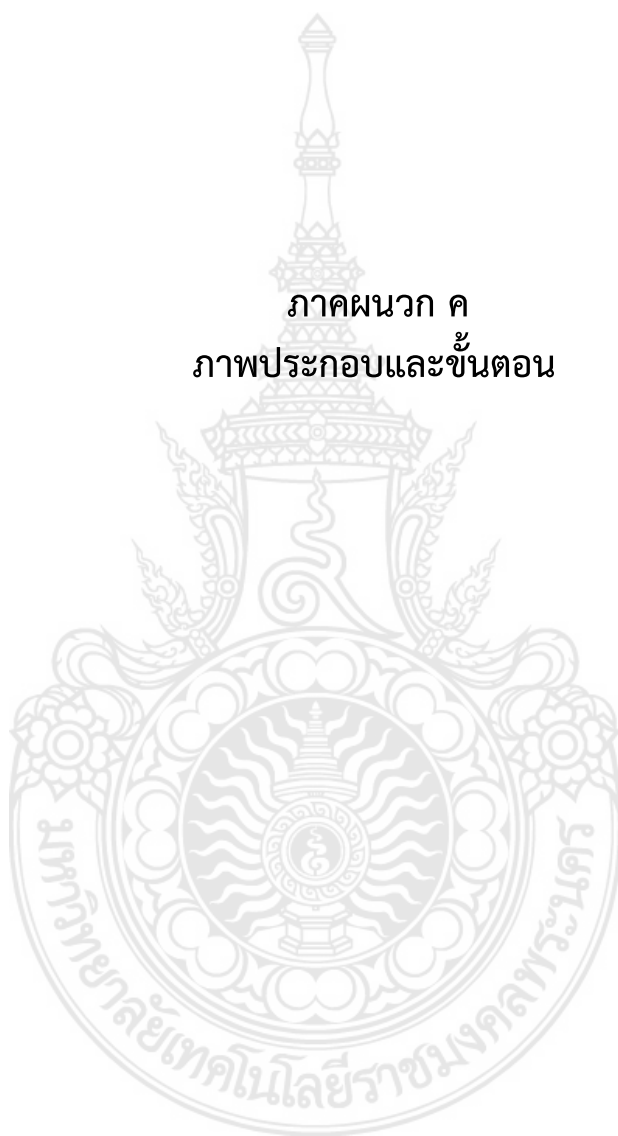 ภาคผนวก ค
ภาพประกอบและขั้นตอน
มหาวิทยาลัยเทคโนโลยีราชมงคลพระนคร